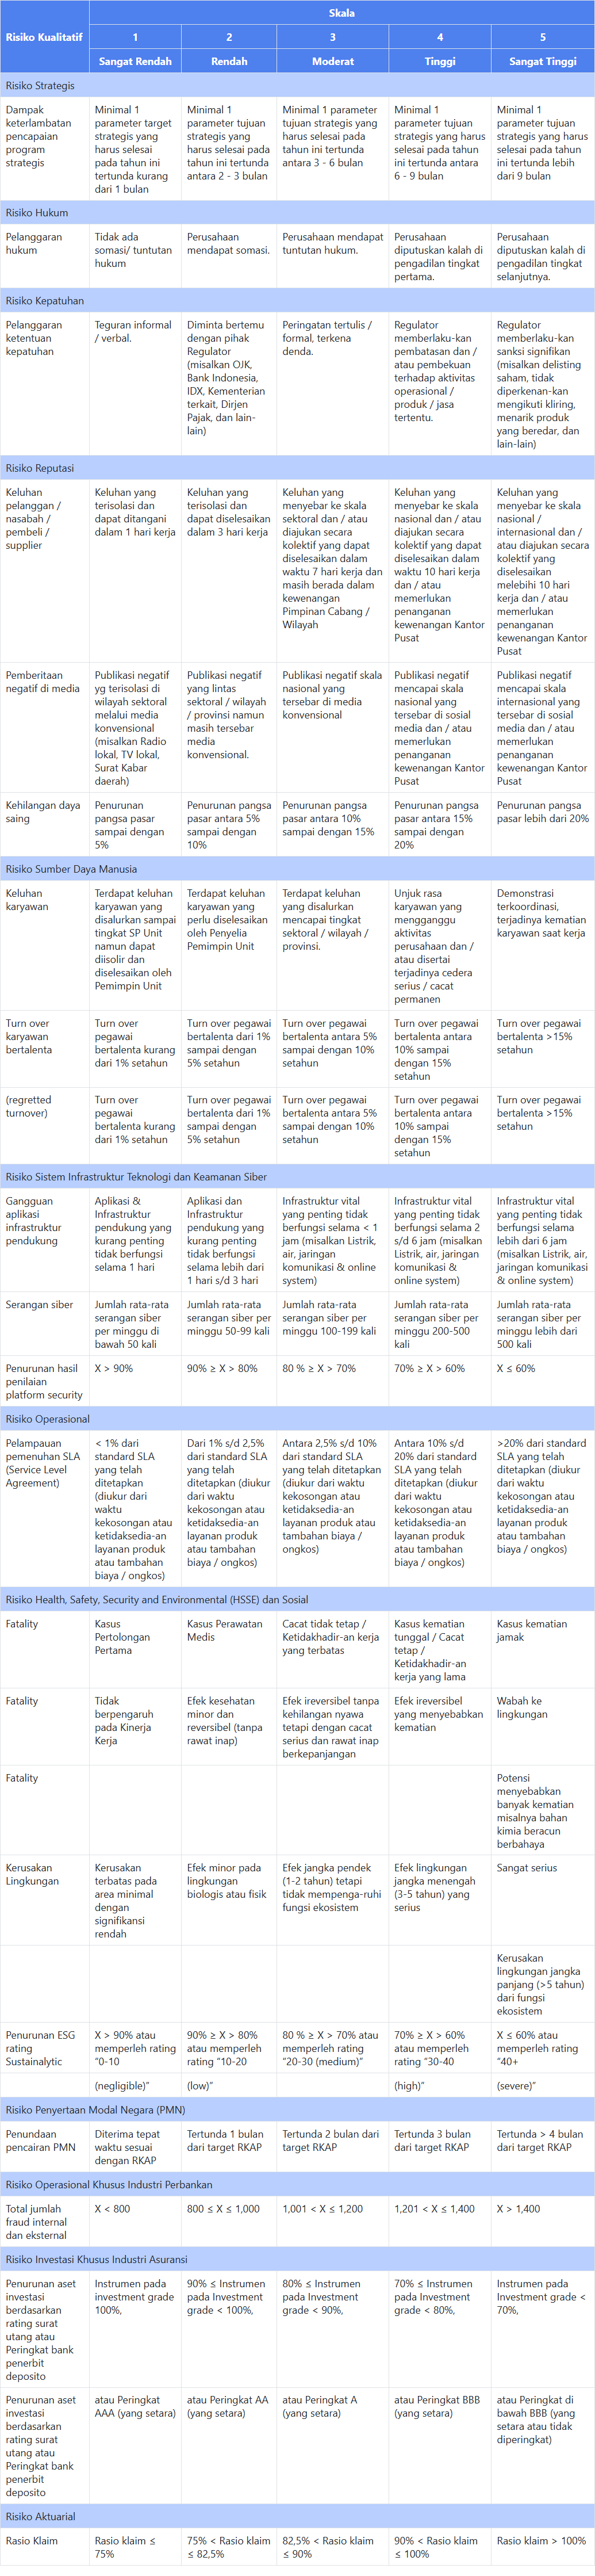 Risiko Kualitatif
Skala
1
2
3
4
5
Sangat Rendah
Rendah
Moderat
Tinggi
Sangat Tinggi
Risiko Strategis
Dampak
keterlambatan
pencapaian
program
strategis
Minimal 1
parameter target
strategis yang
harus selesai
pada tahun ini
tertunda kurang
dari 1 bulan
Minimal 1
parameter tujuan
strategis yang
harus selesai pada
tahun ini tertunda
antara 2 - 3 bulan
Minimal 1 parameter
tujuan strategis yang
harus selesai pada
tahun ini tertunda
antara 3 - 6 bulan
Minimal 1
parameter tujuan
strategis yang harus
selesai pada tahun
ini tertunda antara
6 - 9 bulan
Minimal 1
parameter tujuan
strategis yang harus
selesai pada tahun
ini tertunda lebih
dari 9 bulan
Risiko Hukum
Pelanggaran
hukum
Tidak ada
somasi/ tuntutan
hukum
Perusahaan
mendapat somasi.
Perusahaan mendapat
tuntutan hukum.
Perusahaan
diputuskan kalah di
pengadilan tingkat
pertama.
Perusahaan
diputuskan kalah di
pengadilan tingkat
selanjutnya.
Risiko Kepatuhan
Pelanggaran
ketentuan
kepatuhan
Teguran informal
/ verbal.
Diminta bertemu
dengan pihak
Regulator
(misalkan OJK,
Bank Indonesia,
IDX, Kementerian
terkait, Dirjen
Pajak, dan lain-
lain)
Peringatan tertulis /
formal, terkena
denda.
Regulator
memberlaku-kan
pembatasan dan /
atau pembekuan
terhadap aktivitas
operasional /
produk / jasa
tertentu.
Regulator
memberlaku-kan
sanksi signifikan
(misalkan delisting
saham, tidak
diperkenan-kan
mengikuti kliring,
menarik produk
yang beredar, dan
lain-lain)
Risiko Reputasi
Keluhan
pelanggan /
nasabah /
pembeli /
supplier
Keluhan yang
terisolasi dan
dapat ditangani
dalam 1 hari kerja
Keluhan yang
terisolasi dan
dapat diselesaikan
dalam 3 hari kerja
Keluhan yang
menyebar ke skala
sektoral dan / atau
diajukan secara
kolektif yang dapat
diselesaikan dalam
waktu 7 hari kerja dan
masih berada dalam
kewenangan
Pimpinan Cabang /
Wilayah
Keluhan yang
menyebar ke skala
nasional dan / atau
diajukan secara
kolektif yang dapat
diselesaikan dalam
waktu 10 hari kerja
dan / atau
memerlukan
penanganan
kewenangan Kantor
Pusat
Keluhan yang
menyebar ke skala
nasional /
internasional dan /
atau diajukan secara
kolektif yang
diselesaikan
melebihi 10 hari
kerja dan / atau
memerlukan
penanganan
kewenangan Kantor
Pusat
Pemberitaan
negatif di media
Publikasi negatif
yg terisolasi di
wilayah sektoral
melalui media
konvensional
(misalkan Radio
lokal, TV lokal,
Surat Kabar
daerah)
Publikasi negatif
yang lintas
sektoral / wilayah
/ provinsi namun
masih tersebar
media
konvensional.
Publikasi negatif skala
nasional yang
tersebar di media
konvensional
Publikasi negatif
mencapai skala
nasional yang
tersebar di sosial
media dan / atau
memerlukan
penanganan
kewenangan Kantor
Pusat
Publikasi negatif
mencapai skala
internasional yang
tersebar di sosial
media dan / atau
memerlukan
penanganan
kewenangan Kantor
Pusat
Kehilangan daya
saing
Penurunan
pangsa pasar
sampai dengan
5%
Penurunan pangsa
pasar antara 5%
sampai dengan
10%
Penurunan pangsa
pasar antara 10%
sampai dengan 15%
Penurunan pangsa
pasar antara 15%
sampai dengan
20%
Penurunan pangsa
pasar lebih dari 20%
Risiko Sumber Daya Manusia
Keluhan
karyawan
Terdapat keluhan
karyawan yang
disalurkan sampai
tingkat SP Unit
namun dapat
diisolir dan
diselesaikan oleh
Pemimpin Unit
Terdapat keluhan
karyawan yang
perlu diselesaikan
oleh Penyelia
Pemimpin Unit
Terdapat keluhan
yang disalurkan
mencapai tingkat
sektoral / wilayah /
provinsi.
Unjuk rasa
karyawan yang
mengganggu
aktivitas
perusahaan dan /
atau disertai
terjadinya cedera
serius / cacat
permanen
Demonstrasi
terkoordinasi,
terjadinya kematian
karyawan saat kerja
Turn over
karyawan
bertalenta
Turn over
pegawai
bertalenta kurang
dari 1% setahun
Turn over pegawai
bertalenta dari 1%
sampai dengan
5% setahun
Turn over pegawai
bertalenta antara 5%
sampai dengan 10%
setahun
Turn over pegawai
bertalenta antara
10% sampai
dengan 15%
setahun
Turn over pegawai
bertalenta >15%
setahun
(regretted
turnover)
Turn over
pegawai
bertalenta kurang
dari 1% setahun
Turn over pegawai
bertalenta dari 1%
sampai dengan
5% setahun
Turn over pegawai
bertalenta antara 5%
sampai dengan 10%
setahun
Turn over pegawai
bertalenta antara
10% sampai
dengan 15%
setahun
Turn over pegawai
bertalenta >15%
setahun
Risiko Sistem Infrastruktur Teknologi dan Keamanan Siber
Gangguan
aplikasi
infrastruktur
pendukung
Aplikasi &
Infrastruktur
pendukung yang
kurang penting
tidak berfungsi
selama 1 hari
Aplikasi dan
Infrastruktur
pendukung yang
kurang penting
tidak berfungsi
selama lebih dari
1 hari s/d 3 hari
Infrastruktur vital
yang penting tidak
berfungsi selama < 1
jam (misalkan Listrik,
air, jaringan
komunikasi & online
system)
Infrastruktur vital
yang penting tidak
berfungsi selama 2
s/d 6 jam (misalkan
Listrik, air, jaringan
komunikasi &
online system)
Infrastruktur vital
yang penting tidak
berfungsi selama
lebih dari 6 jam
(misalkan Listrik, air,
jaringan komunikasi
& online system)
Serangan siber
Jumlah rata-rata
serangan siber
per minggu di
bawah 50 kali
Jumlah rata-rata
serangan siber per
minggu 50-99 kali
Jumlah rata-rata
serangan siber per
minggu 100-199 kali
Jumlah rata-rata
serangan siber per
minggu 200-500
kali
Jumlah rata-rata
serangan siber per
minggu lebih dari
500 kali
Penurunan hasil
penilaian
platform security
X > 90%
90% ≥ X > 80%
80 % ≥ X > 70%
70% ≥ X > 60%
X ≤ 60%
Risiko Operasional
Pelampauan
pemenuhan SLA
(Service Level
Agreement)
< 1% dari
standard SLA
yang telah
ditetapkan
(diukur dari
waktu
kekosongan atau
ketidaksedia-an
layanan produk
atau tambahan
biaya / ongkos)
Dari 1% s/d 2,5%
dari standard SLA
yang telah
ditetapkan (diukur
dari waktu
kekosongan atau
ketidaksedia-an
layanan produk
atau tambahan
biaya / ongkos)
Antara 2,5% s/d 10%
dari standard SLA
yang telah ditetapkan
(diukur dari waktu
kekosongan atau
ketidaksedia-an
layanan produk atau
tambahan biaya /
ongkos)
Antara 10% s/d
20% dari standard
SLA yang telah
ditetapkan (diukur
dari waktu
kekosongan atau
ketidaksedia-an
layanan produk
atau tambahan
biaya / ongkos)
>20% dari standard
SLA yang telah
ditetapkan (diukur
dari waktu
kekosongan atau
ketidaksedia-an
layanan produk
atau tambahan
biaya / ongkos)
Risiko Health, Safety, Security and Environmental (HSSE) dan Sosial
Fatality
Kasus
Pertolongan
Pertama
Kasus Perawatan
Medis
Cacat tidak tetap /
Ketidakhadir-an kerja
yang terbatas
Kasus kematian
tunggal / Cacat
tetap /
Ketidakhadir-an
kerja yang lama
Kasus kematian
jamak
Fatality
Tidak
berpengaruh
pada Kinerja
Kerja
Efek kesehatan
minor dan
reversibel (tanpa
rawat inap)
Efek ireversibel tanpa
kehilangan nyawa
tetapi dengan cacat
serius dan rawat inap
berkepanjangan
Efek ireversibel
yang menyebabkan
kematian
Wabah ke
lingkungan
Fatality
Potensi
menyebabkan
banyak kematian
misalnya bahan
kimia beracun
berbahaya
Kerusakan
Lingkungan
Kerusakan
terbatas pada
area minimal
dengan
signifikansi
rendah
Efek minor pada
lingkungan
biologis atau fisik
Efek jangka pendek
(1-2 tahun) tetapi
tidak mempenga-ruhi
fungsi ekosistem
Efek lingkungan
jangka menengah
(3-5 tahun) yang
serius
Sangat serius
Kerusakan
lingkungan jangka
panjang (>5 tahun)
dari fungsi
ekosistem
Penurunan ESG
rating
Sustainalytic
X > 90% atau
memperleh rating
“0-10
90% ≥ X > 80%
atau memperleh
rating “10-20
80 % ≥ X > 70% atau
memperleh rating
“20-30 (medium)”
70% ≥ X > 60%
atau memperleh
rating “30-40
X ≤ 60% atau
memperleh rating
“40+
(negligible)”
(low)”
(high)”
(severe)”
Risiko Penyertaan Modal Negara (PMN)
Penundaan
pencairan PMN
Diterima tepat
waktu sesuai
dengan RKAP
Tertunda 1 bulan
dari target RKAP
Tertunda 2 bulan dari
target RKAP
Tertunda 3 bulan
dari target RKAP
Tertunda > 4 bulan
dari target RKAP
Risiko Operasional Khusus Industri Perbankan
Total jumlah
fraud internal
dan eksternal
X < 800
800 ≤ X ≤ 1,000
1,001 < X ≤ 1,200
1,201 < X ≤ 1,400
X > 1,400
Risiko Investasi Khusus Industri Asuransi
Penurunan aset
investasi
berdasarkan
rating surat
utang atau
Peringkat bank
penerbit
deposito
Instrumen pada
investment grade
100%,
90% ≤ Instrumen
pada Investment
grade < 100%,
80% ≤ Instrumen
pada Investment
grade < 90%,
70% ≤ Instrumen
pada Investment
grade < 80%,
Instrumen pada
Investment grade <
70%,
Penurunan aset
investasi
berdasarkan
rating surat
utang atau
Peringkat bank
penerbit
deposito
atau Peringkat
AAA (yang setara)
atau Peringkat AA
(yang setara)
atau Peringkat A
(yang setara)
atau Peringkat BBB
(yang setara)
atau Peringkat di
bawah BBB (yang
setara atau tidak
diperingkat)
Risiko Aktuarial
Rasio Klaim
Rasio klaim ≤
75%
75% < Rasio klaim
≤ 82,5%
82,5% < Rasio klaim
≤ 90%
90% < Rasio klaim
≤ 100%
Rasio klaim > 100%